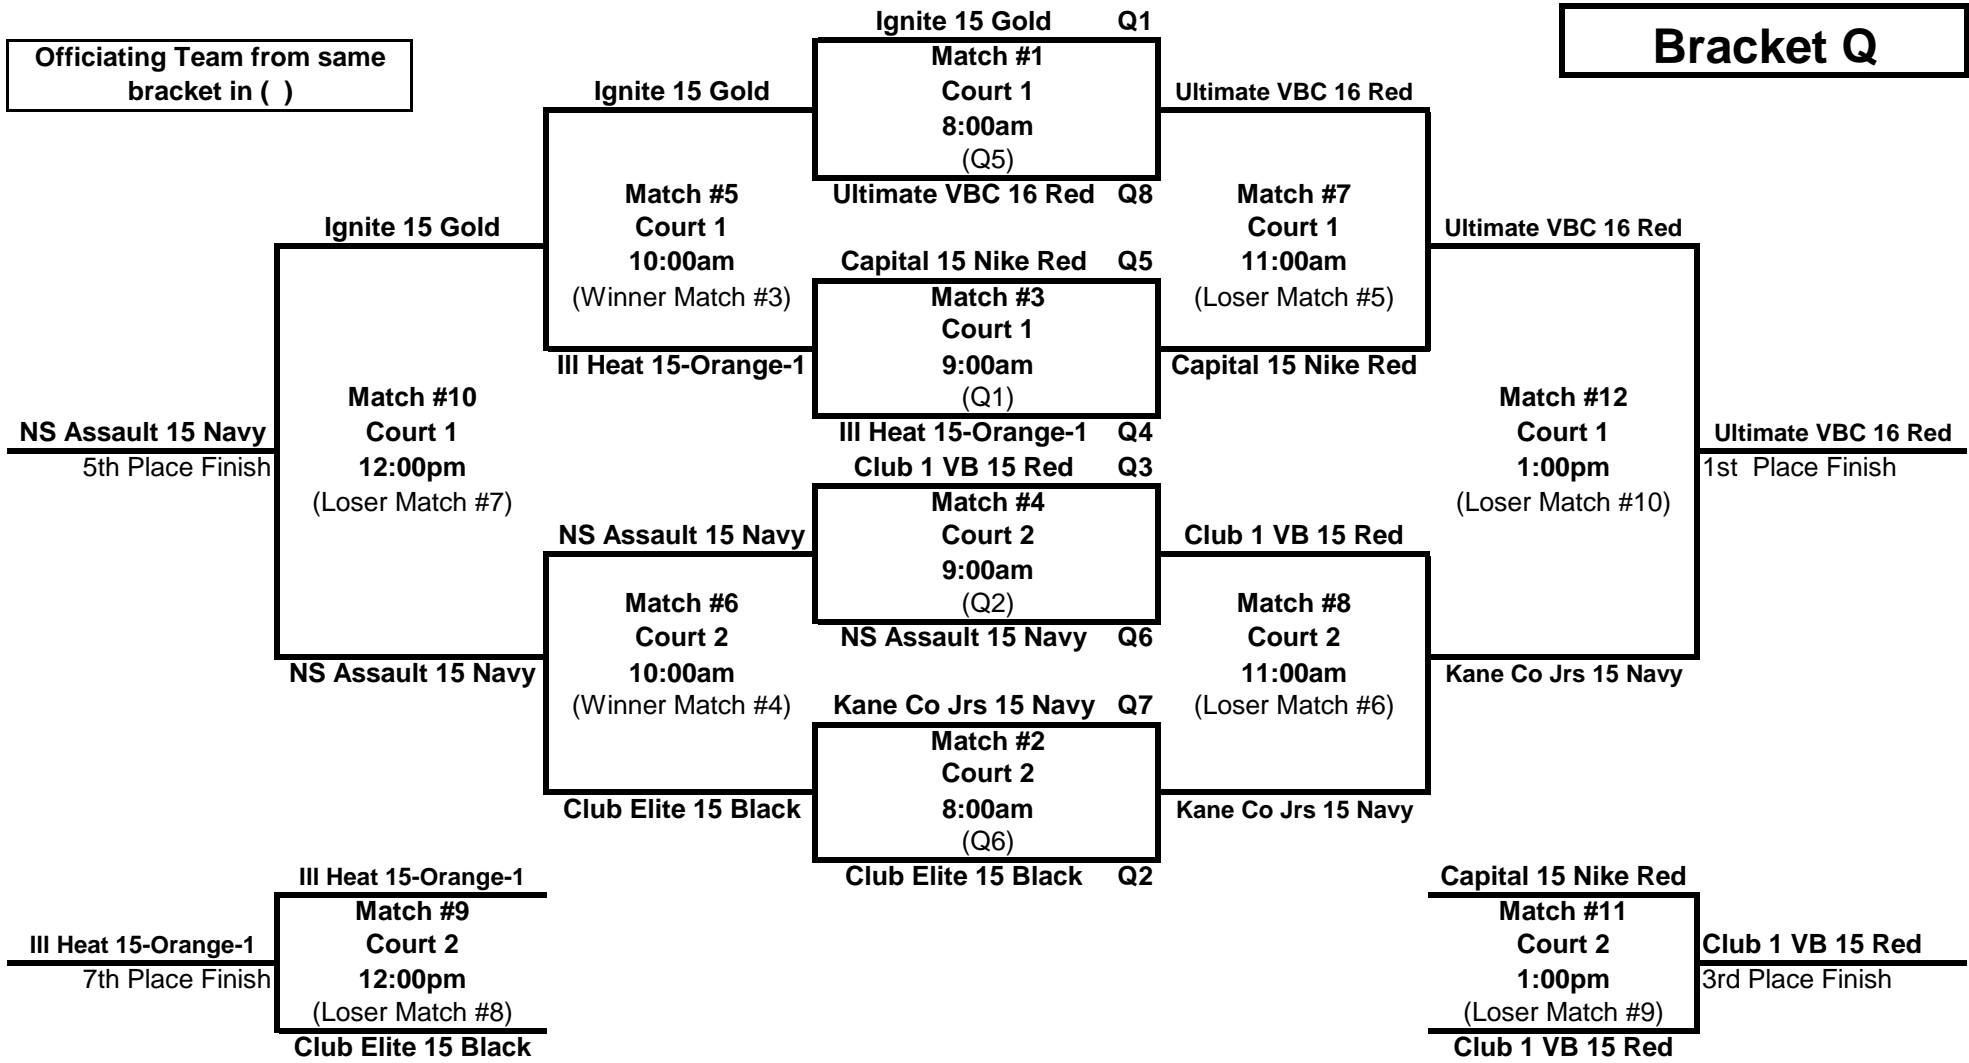 Officiating Team from same
bracket in (  )
Bracket Q
Ignite 15 Gold Q1
Match #1
Court 1
8:00am
(Q5)
Ultimate VBC 16 Red Q8
Capital 15 Nike Red Q5
Match #3
Court 1
9:00am
(Q1)
Ill Heat 15-Orange-1 Q4
Club 1 VB 15 Red Q3
Match #4
Court 2
9:00am
(Q2)
NS Assault 15 Navy Q6
Kane Co Jrs 15 Navy Q7
Match #2
Court 2
8:00am
(Q6)
Club Elite 15 Black Q2
Ignite 15 Gold
Match #5
Court 1
10:00am
(Winner Match #3)
Ill Heat 15-Orange-1
NS Assault 15 Navy
Match #6
Court 2
10:00am
(Winner Match #4)
Club Elite 15 Black
Ignite 15 Gold
Match #10
Court 1
12:00pm
(Loser Match #7)
NS Assault 15 Navy
NS Assault 15 Navy
5th Place Finish
Ill Heat 15-Orange-1
Match #9
Court 2
12:00pm
(Loser Match #8)
Club Elite 15 Black
Ill Heat 15-Orange-1
7th Place Finish
Ultimate VBC 16 Red
Match #7
Court 1
11:00am
(Loser Match #5)
Capital 15 Nike Red
Club 1 VB 15 Red
Match #8
Court 2
11:00am
(Loser Match #6)
Kane Co Jrs 15 Navy
Ultimate VBC 16 Red
Match #12
Court 1
1:00pm
(Loser Match #10)
Kane Co Jrs 15 Navy
Ultimate VBC 16 Red
1st  Place Finish
Capital 15 Nike Red
Match #11
Court 2
1:00pm
(Loser Match #9)
Club 1 VB 15 Red
Club 1 VB 15 Red
3rd Place Finish